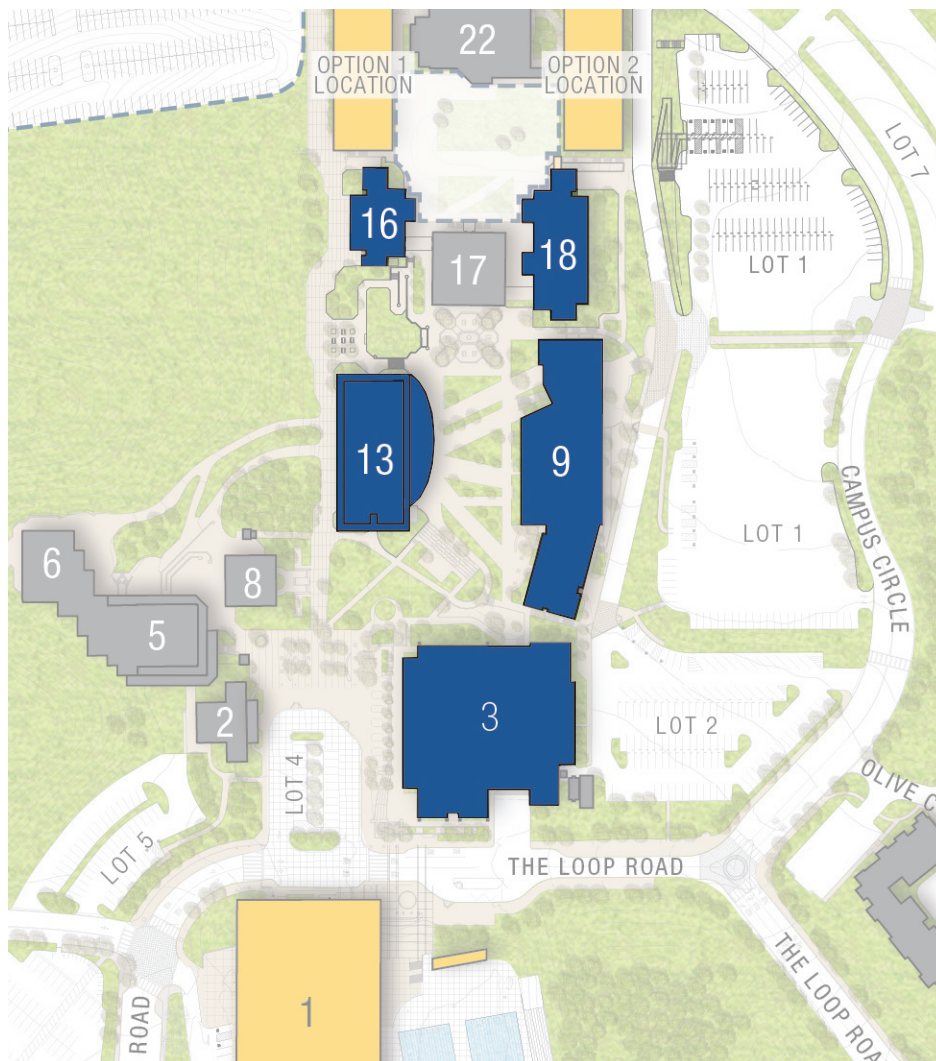 22
OPTION 1
LOCATION
OPTION 2
LOCATION
LOT 7
16
18
17
LOT 1
13
9
CAMPUS CIRCLE
LOT 1
6
8
5
2
3
LOT 2
LOT 4
OLIVE C
LOT 5
THE LOOP ROAD
1
THE LOOP ROA
ROAD